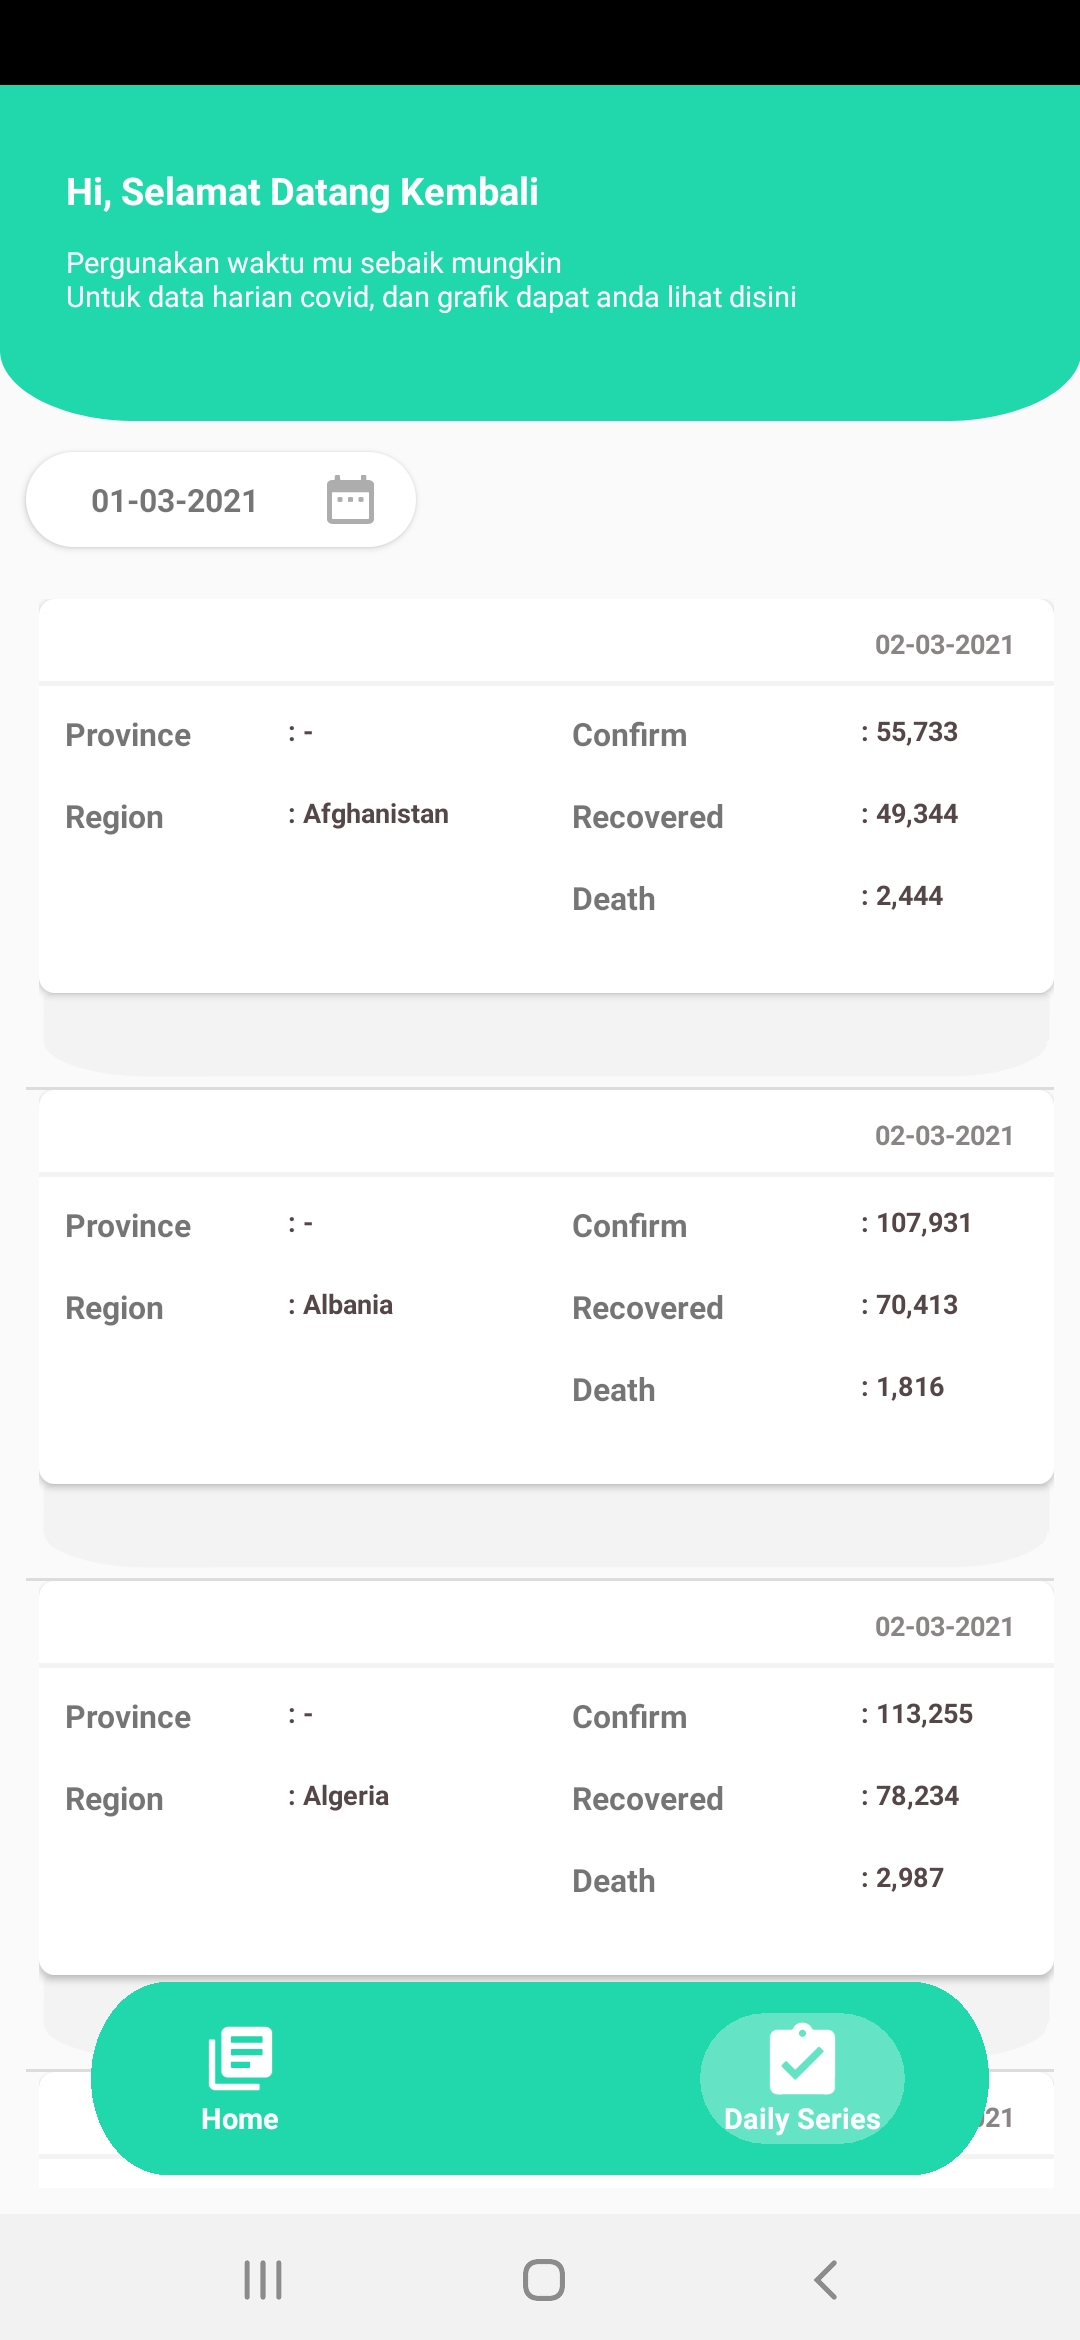 Hi, Selamat Datang Kembali
Pergunakan waktu mu sebaik mungkin
Untuk data harian covid, dan grafik dapat anda lihat disini
01-03-2021
02-03-2021
Province : - Confirm : 55,733
Region : Afghanistan Recovered : 49,344
Death : 2,444
02-03-2021
Province : - Confirm : 107,931
Region : Albania Recovered : 70,413
Death : 1,816
02-03-2021
Province : - Confirm : 113,255
Region : Algeria Recovered : 78,234
Death : 2,987
Home Daily Series